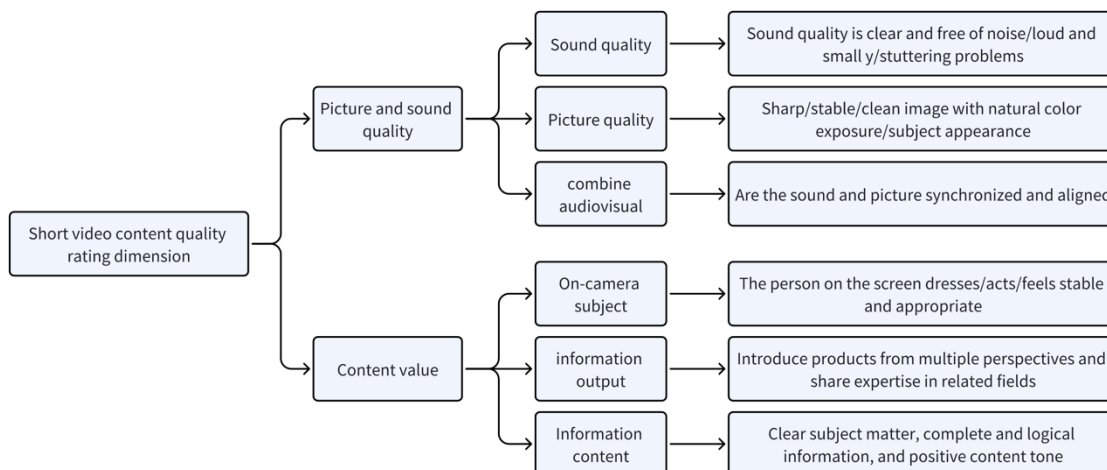 Sound quality
Sound quality is clear and free of noise/loud and
small y/stuttering problems
Picture and sound
quality
Picture quality
Sharp/stable/clean image with natural color
exposure/subject appearance
combine
audiovisual
Are the sound and picture synchronized and aligned
Short video content quality
rating dimension
On-camera
subject
The person on the screen dresses/acts/feels stable
and appropriate
Content value
information
output
Introduce products from multiple perspectives and
share expertise in related fields
Information
content
Clear subject matter, complete and logical
information, and positive content tone